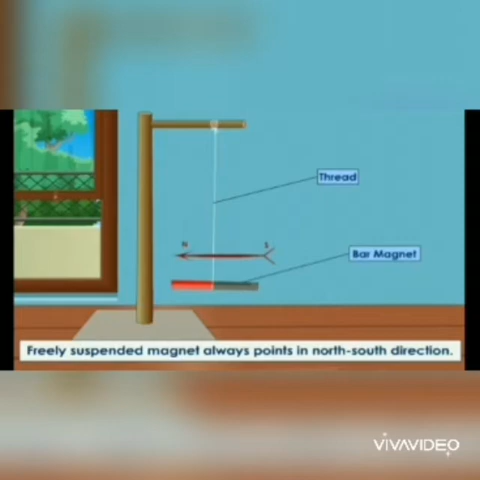 Thread
N S
Bar Magnet
Freely suspended magnet always points in north-south direction.
VIVAVIDEO